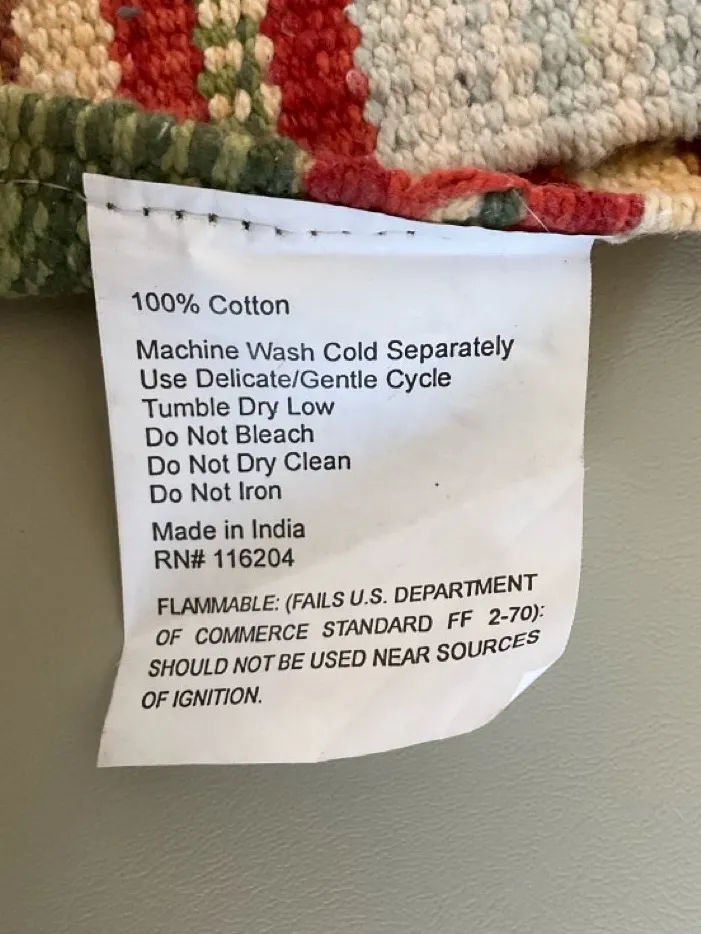 100% Cotton
Machine Wash Cold Separately
Use Delicate/Gentle Cycle
Tumble Dry Low
Do Not Bleach
Do Not Dry Clean
Do Not Iron
Made in India
RN# 116204
FLAMMABLE: (FAILS U.S. DEPARTMENT
OF COMMERCE STANDARD FF 2-70):
SHOULD NOT BE USED NEAR SOURCES
OF IGNITION.